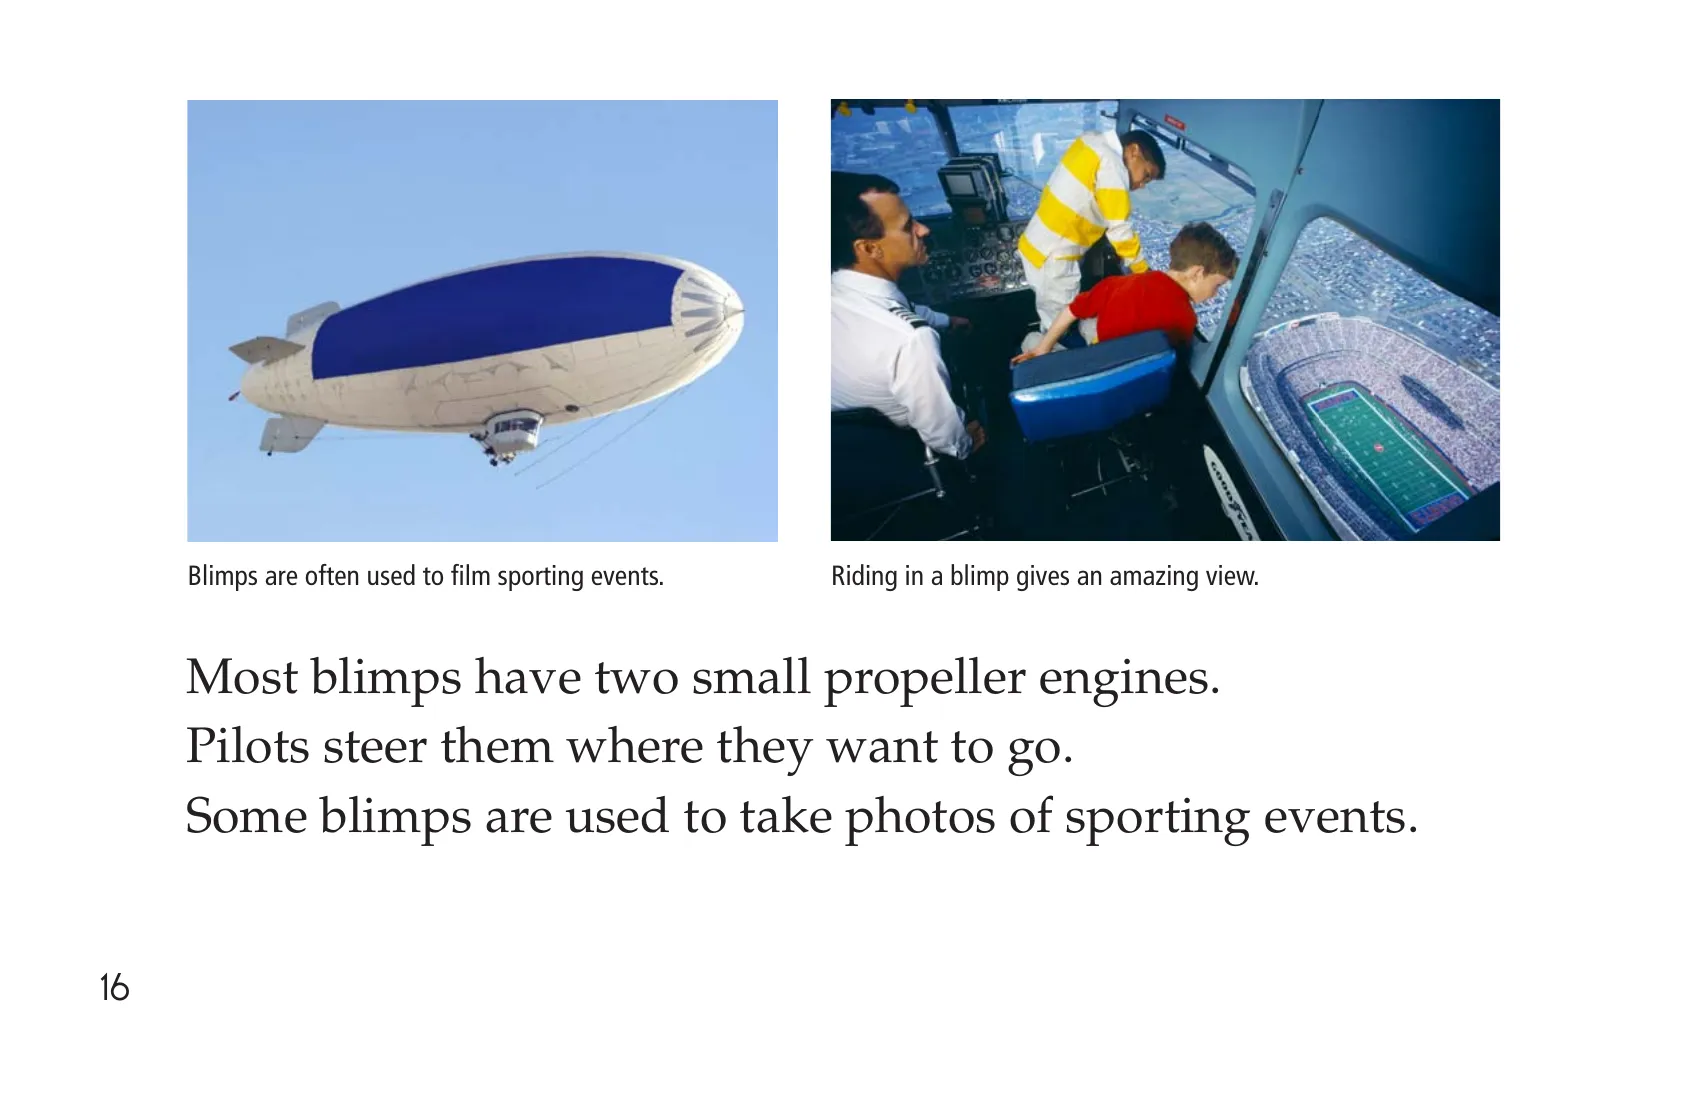 GOODYEAR
Blimps are often used to film sporting events.
Riding in a blimp gives an amazing view.
Most blimps have two small propeller engines.
Pilots steer them where they want to go.
Some blimps are used to take photos of sporting events.
16